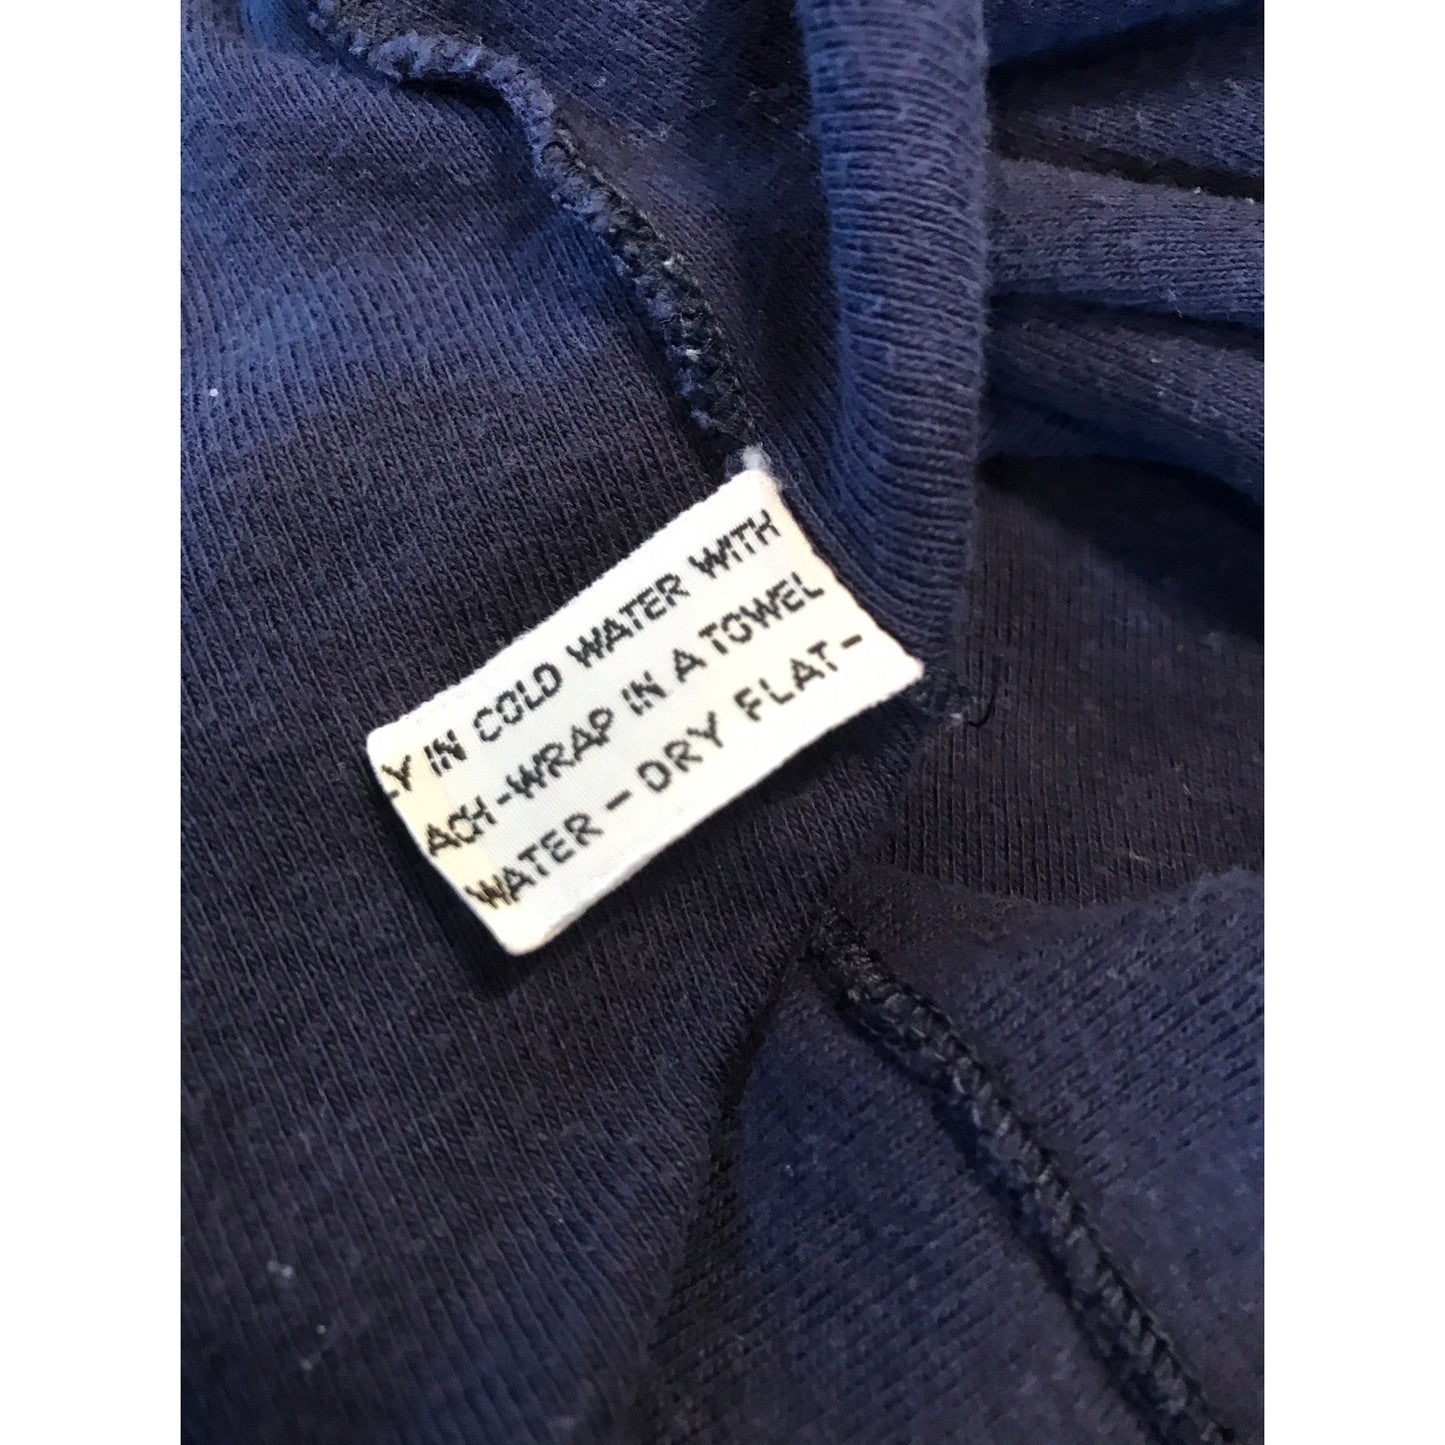 LY IN COLD WATER WITH
ACH-WRAP IN A TOWEL
WATER - DRY FLAT -